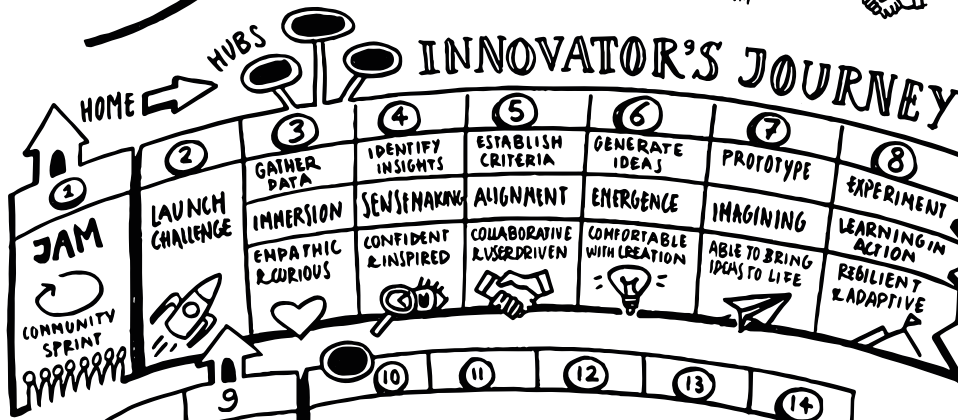 HUBS
HOME
INNOVATOR'S JOURNEY
1
JAM
COMMUNITY
SPRINT
2
LAUNCH
CHALLENGE
3
GATHER
DATA
IMMERSION
EMPATHIC
& CURIOUS
4
IDENTIFY
INSIGHTS
SENSEMAKING
CONFIDENT
& INSPIRED
5
ESTABLISH
CRITERIA
ALIGNMENT
COLLABORATIVE
& USER DRIVEN
6
GENERATE
IDEAS
EMERGENCE
COMFORTABLE
WITH CREATION
7
PROTOTYPE
IMAGINING
ABLE TO BRING
IDEAS TO LIFE
8
EXPERIMENT
LEARNING IN
ACTION
RESILIENT
& ADAPTIVE
9
10
11
12
13
14